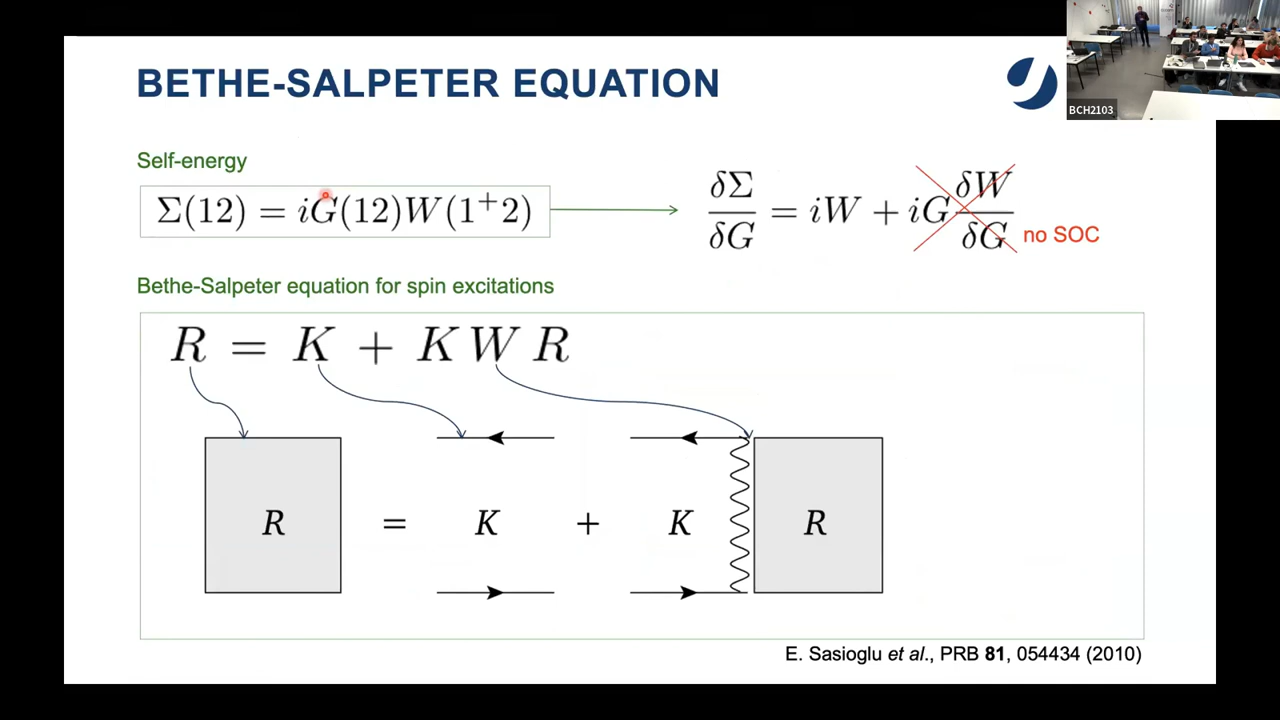 BETHE-SALPETER EQUATION
BCH2103
Self-energy
Σ(12) = iG(12)W(1⁺2)
δΣ/δG = iW + iG δW/δG
no SOC
Bethe-Salpeter equation for spin excitations
R = K + K W R
R = K + K R
E. Sasioglu et al., PRB 81, 054434 (2010)